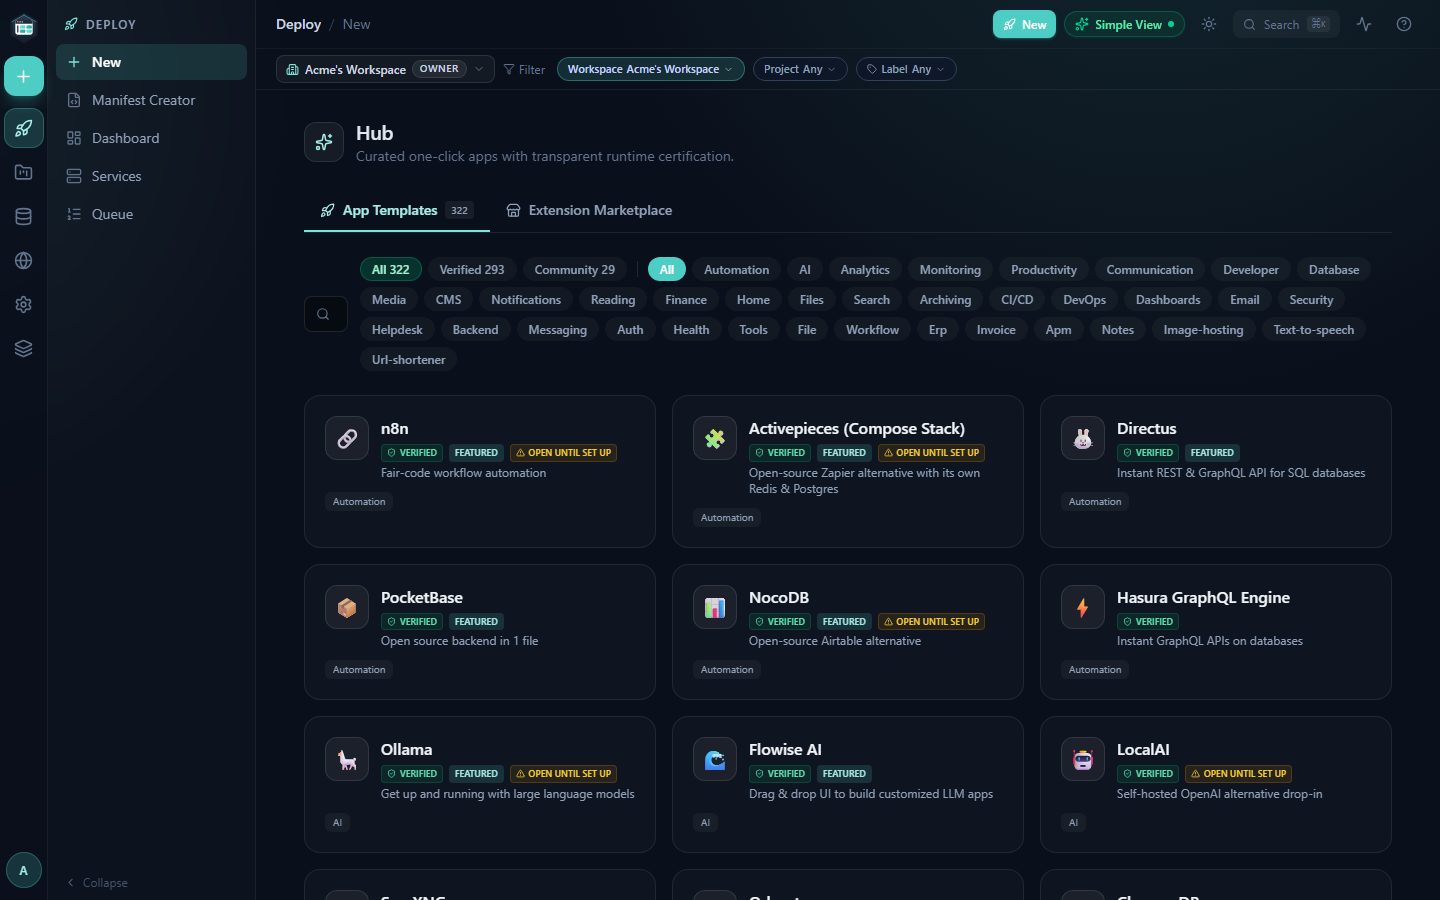 DEPLOY
Deploy / New
New
Simple View
Search ⌘K
New
Manifest Creator
Dashboard
Services
Queue
Acme's Workspace OWNER
Filter
Workspace Acme's Workspace
Project Any
Label Any
Hub
Curated one-click apps with transparent runtime certification.
App Templates 322
Extension Marketplace
All 322 Verified 293 Community 29 All Automation AI Analytics Monitoring Productivity Communication Developer Database
Media CMS Notifications Reading Finance Home Files Search Archiving CI/CD DevOps Dashboards Email Security
Helpdesk Backend Messaging Auth Health Tools File Workflow Erp Invoice Apm Notes Image-hosting Text-to-speech
Url-shortener
n8n
VERIFIED FEATURED OPEN UNTIL SET UP
Fair-code workflow automation
Automation
Activepieces (Compose Stack)
VERIFIED FEATURED OPEN UNTIL SET UP
Open-source Zapier alternative with its own
Redis & Postgres
Automation
Directus
VERIFIED FEATURED
Instant REST & GraphQL API for SQL databases
Automation
PocketBase
VERIFIED FEATURED
Open source backend in 1 file
Automation
NocoDB
VERIFIED FEATURED OPEN UNTIL SET UP
Open-source Airtable alternative
Automation
Hasura GraphQL Engine
VERIFIED
Instant GraphQL APIs on databases
Automation
Ollama
VERIFIED FEATURED OPEN UNTIL SET UP
Get up and running with large language models
AI
Flowise AI
VERIFIED FEATURED
Drag & drop UI to build customized LLM apps
AI
LocalAI
VERIFIED OPEN UNTIL SET UP
Self-hosted OpenAI alternative drop-in
AI
A
Collapse